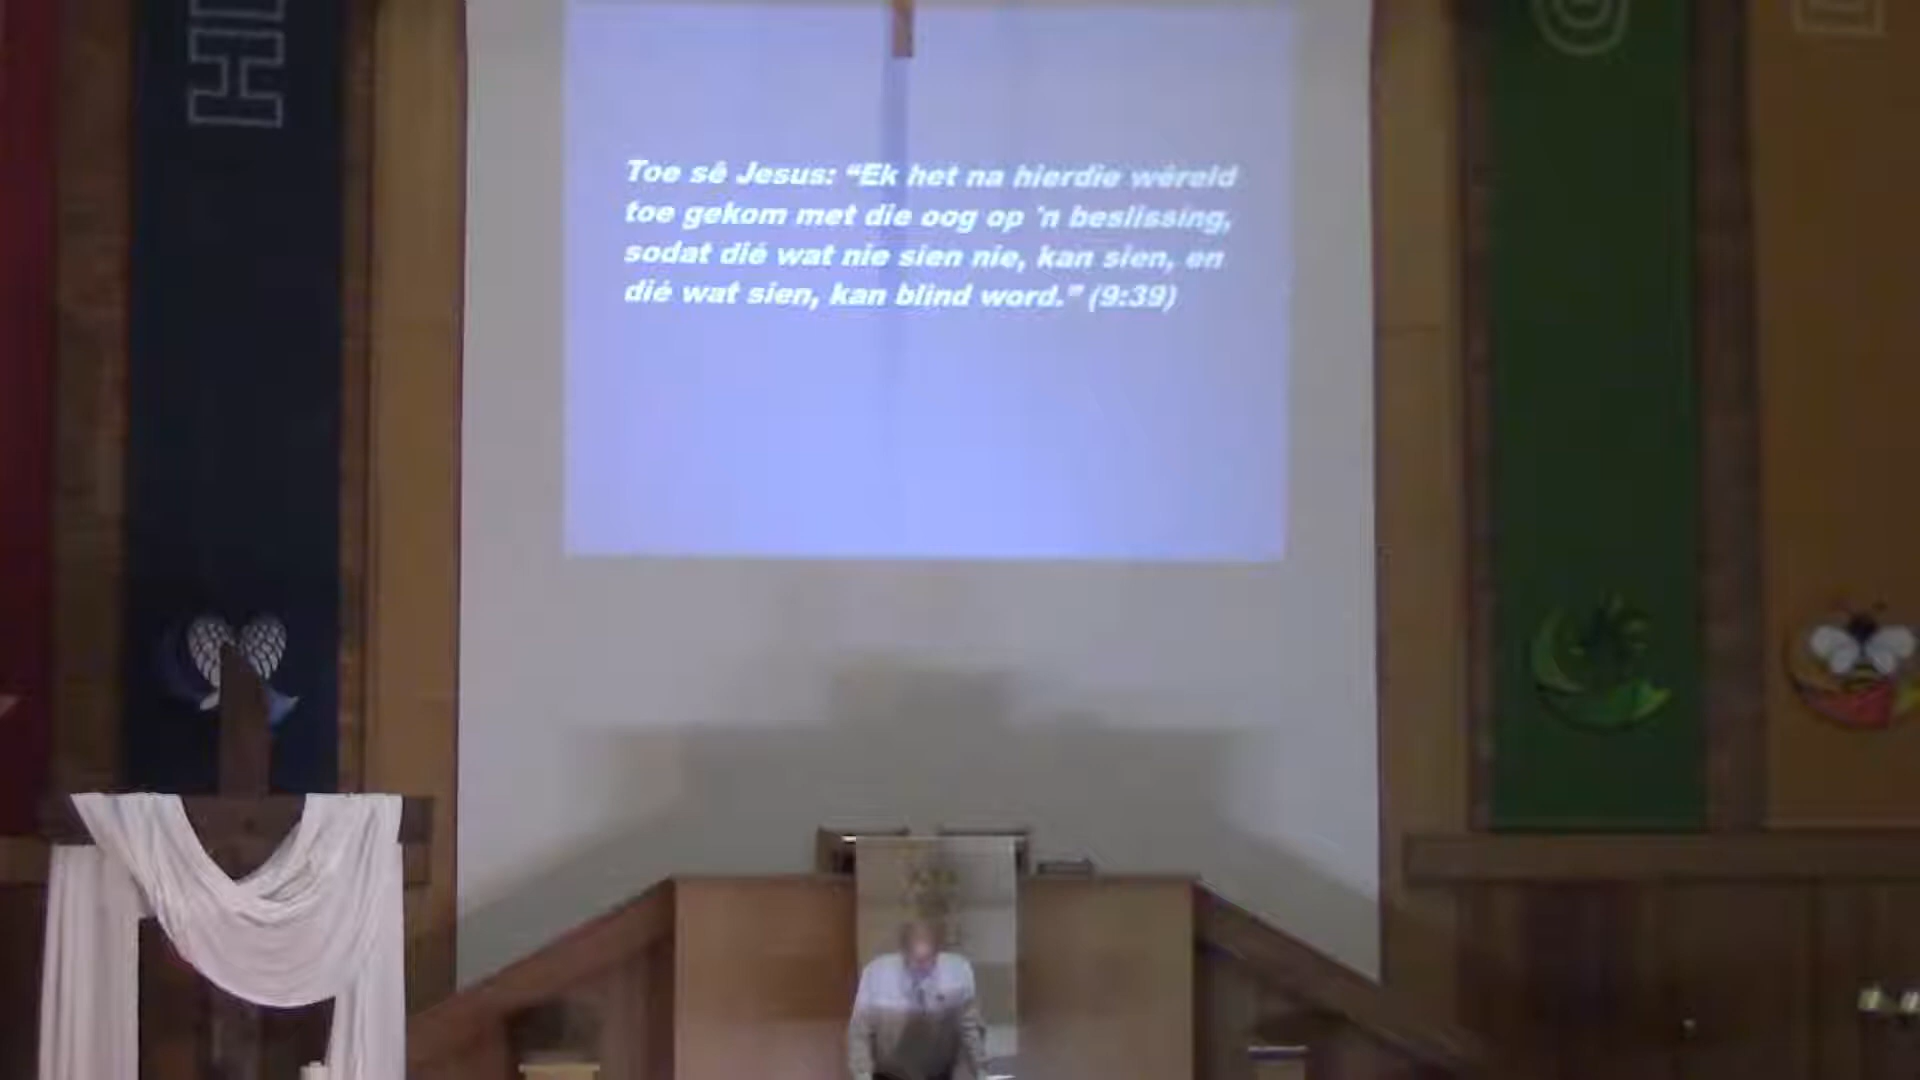 Toe sê Jesus: “Ek het na hierdie wêreld
toe gekom met die oog op 'n beslissing,
sodat dié wat nie sien nie, kan sien, en
dié wat sien, kan blind word.” (9:39)